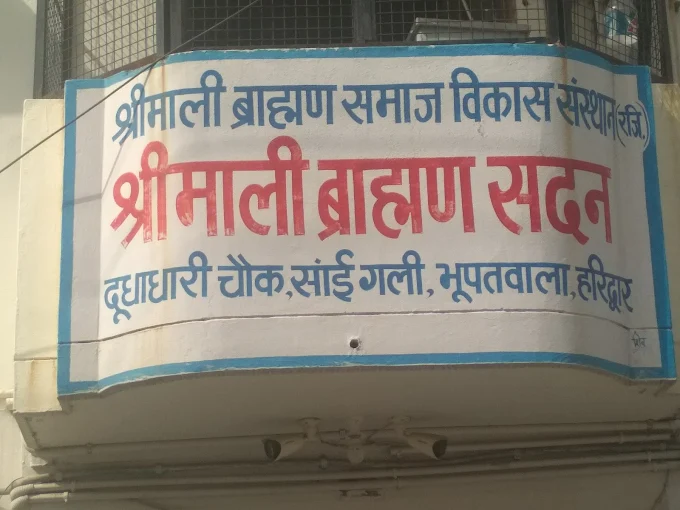 श्रीमाली ब्राह्मण समाज विकास संस्थान (रजि.)
श्रीमाली ब्राह्मण सदन
दूधाधारी चौक, सांई गली, भूपतवाला, हरिद्वार